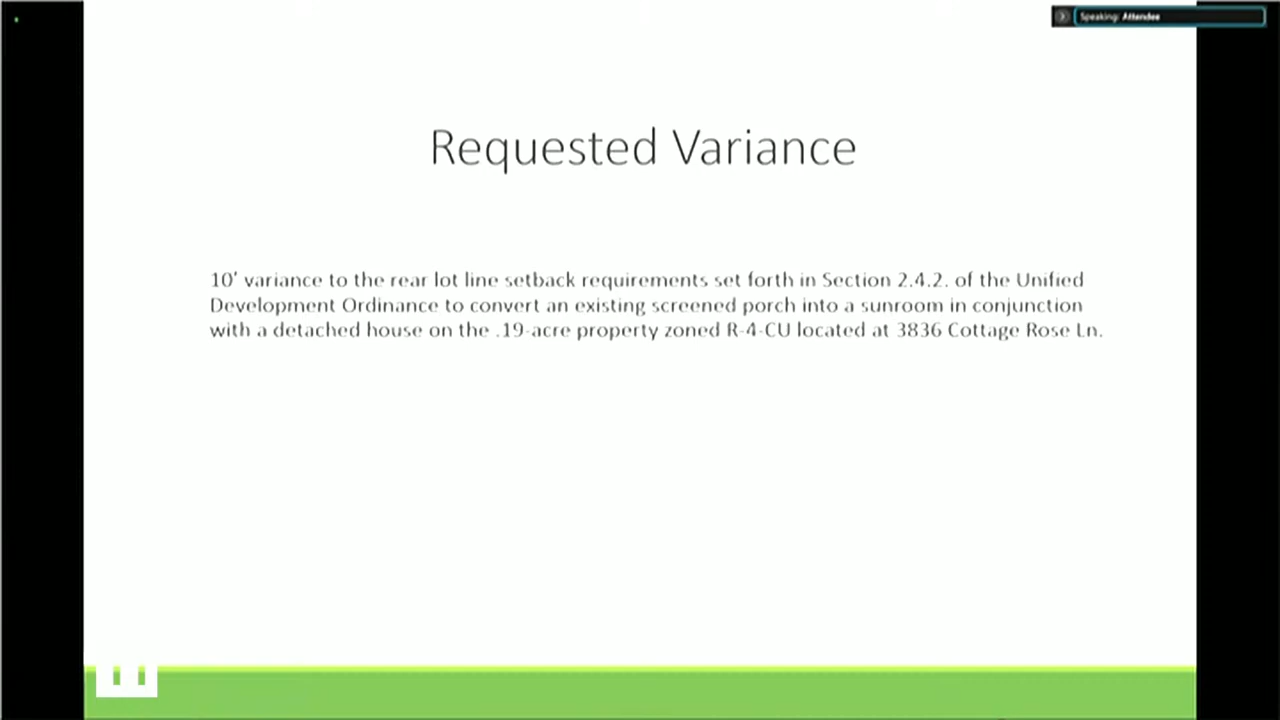 Speaking: Attendee
Requested Variance
10' variance to the rear lot line setback requirements set forth in Section 2.4.2. of the Unified
Development Ordinance to convert an existing screened porch into a sunroom in conjunction
with a detached house on the .19-acre property zoned R-4-CU located at 3836 Cottage Rose Ln.